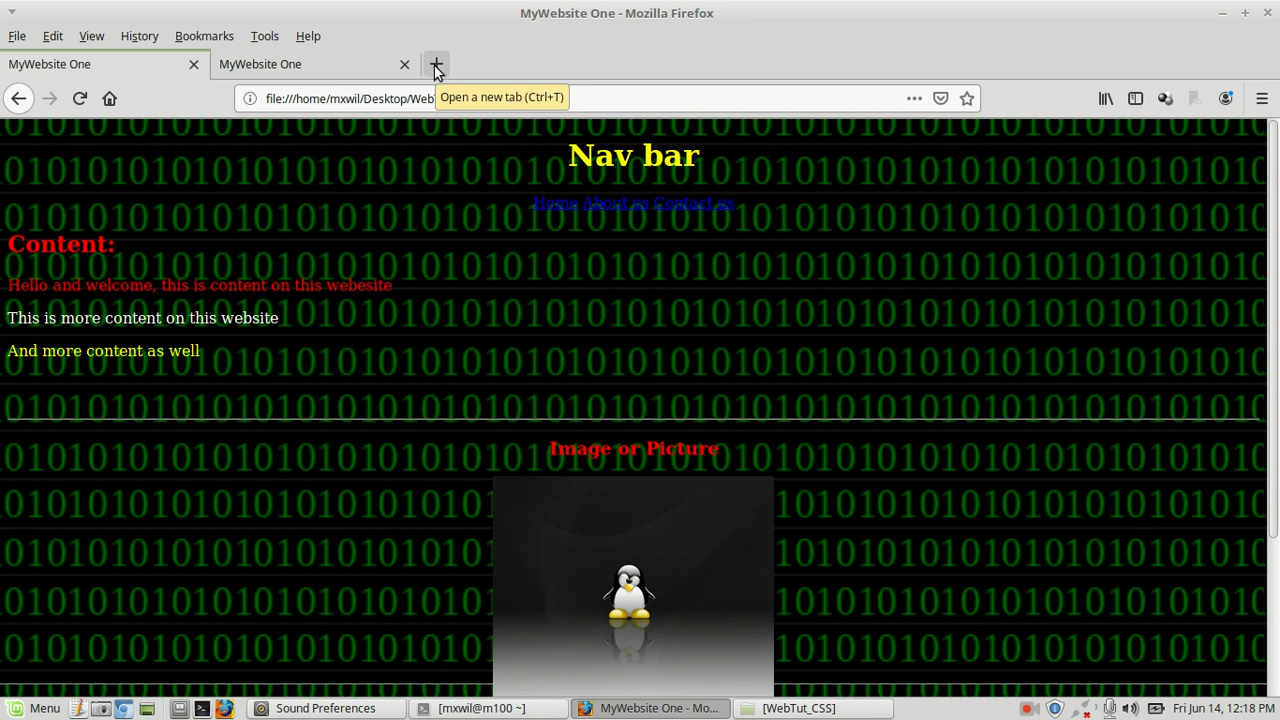 MyWebsite One - Mozilla Firefox
File Edit View History Bookmarks Tools Help
MyWebsite One
MyWebsite One
file:///home/mxwil/Desktop/Web
Open a new tab (Ctrl+T)
Nav bar
Home About us Contact us
Content:
Hello and welcome, this is content on this webesite
This is more content on this website
And more content as well
Image or Picture
Menu
Sound Preferences
[mxwil@m100 ~]
MyWebsite One - Mo...
[WebTut_CSS]
Fri Jun 14, 12:18 PM